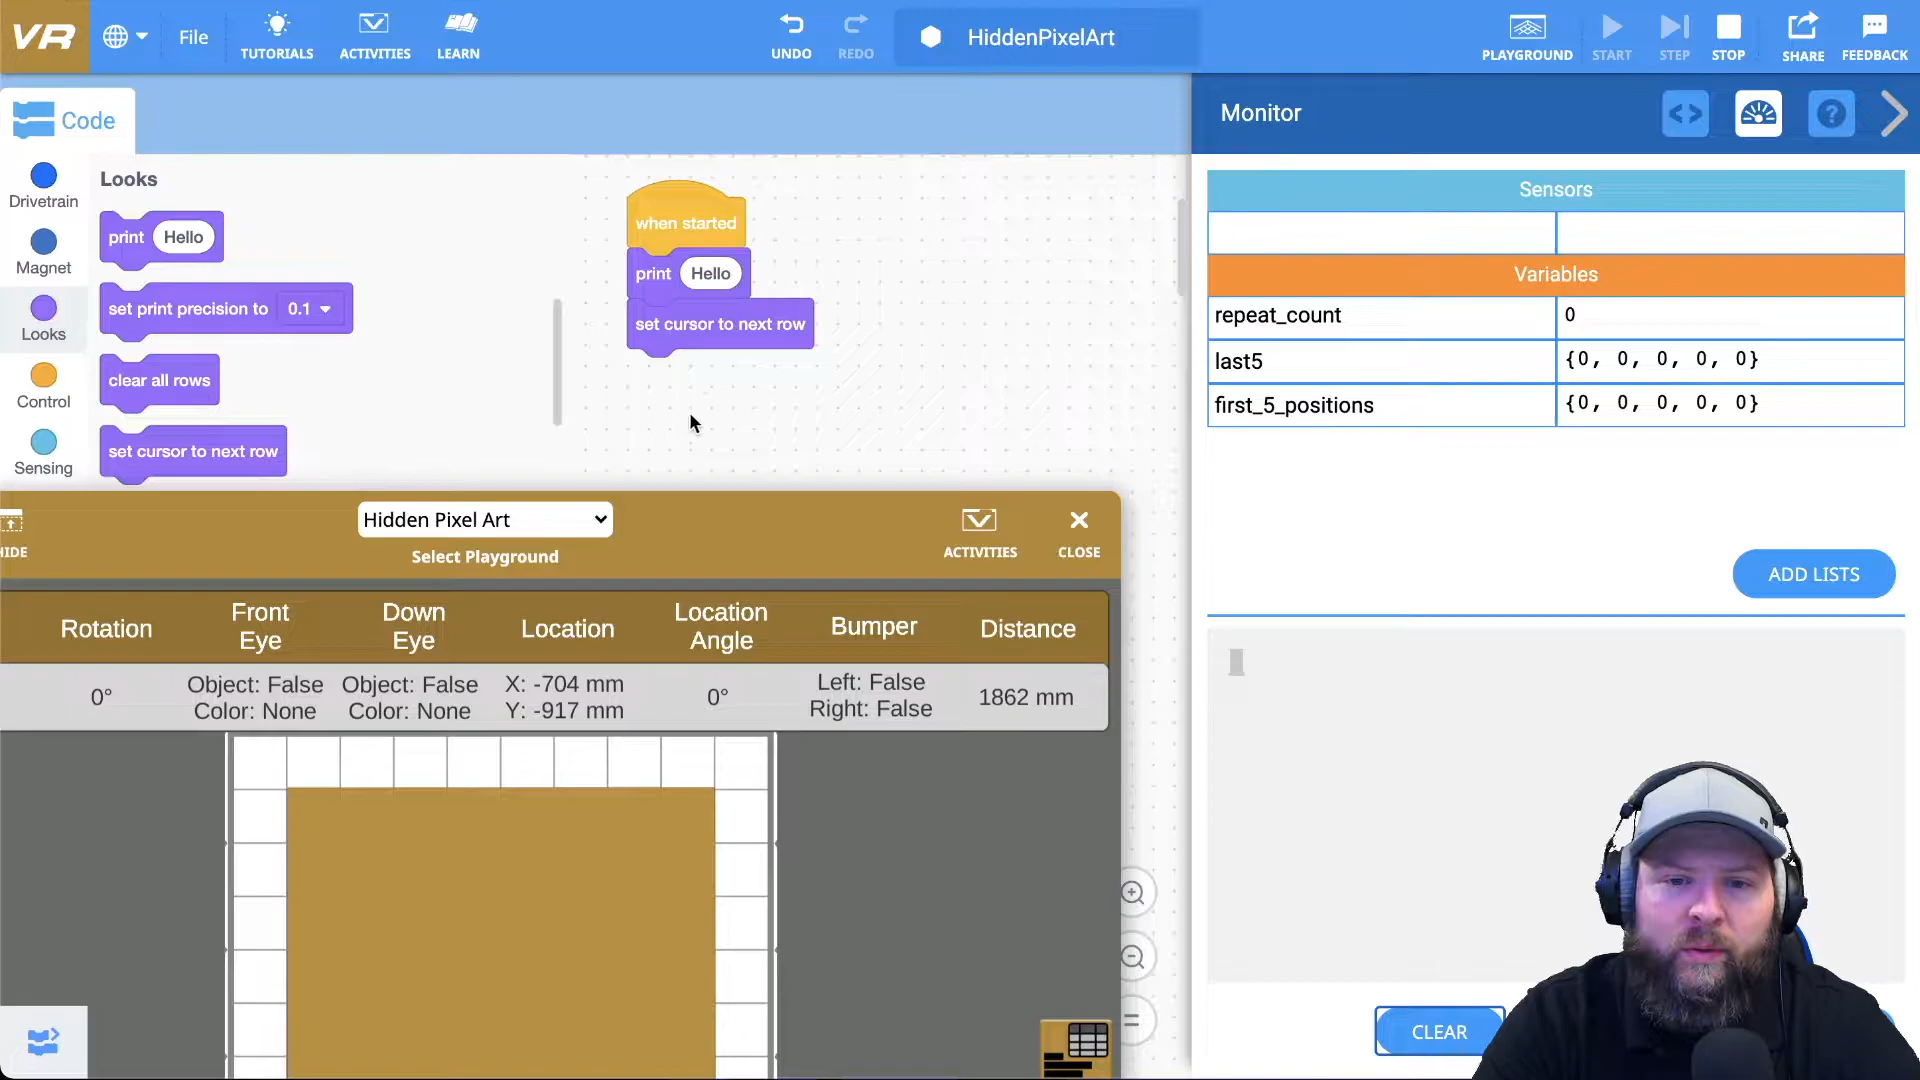 VR
File
TUTORIALS
ACTIVITIES
LEARN
UNDO
REDO
HiddenPixelArt
PLAYGROUND
START
STEP
STOP
SHARE
FEEDBACK
Code
Drivetrain
Magnet
Looks
Control
Sensing
Looks
print Hello
set print precision to 0.1
clear all rows
set cursor to next row
when started
print Hello
set cursor to next row
Monitor
Sensors
Variables
repeat_count 0
last5 {0, 0, 0, 0, 0}
first_5_positions {0, 0, 0, 0, 0}
ADD LISTS
CLEAR
HIDE
Hidden Pixel Art
Select Playground
ACTIVITIES
CLOSE
Rotation
Front
Eye
Down
Eye
Location
Location
Angle
Bumper
Distance
0°
Object: False
Color: None
Object: False
Color: None
X: -704 mm
Y: -917 mm
0°
Left: False
Right: False
1862 mm